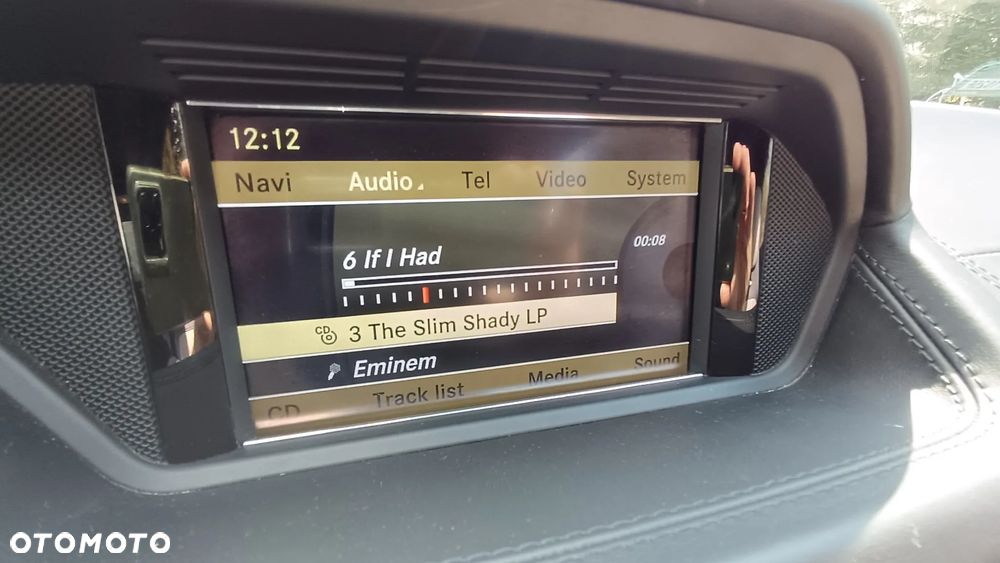 12:12
Navi Audio Tel Video System
00:08
6 If I Had
CD 3 The Slim Shady LP
Eminem
CD Track list Media Sound
OTOMOTO